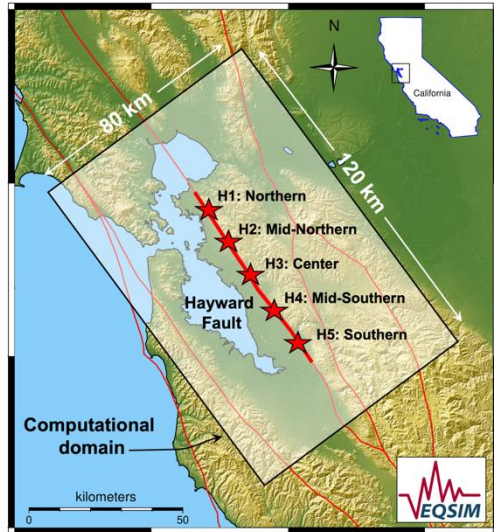 N
California
80 km
120 km
H1: Northern
H2: Mid-Northern
H3: Center
H4: Mid-Southern
H5: Southern
Hayward
Fault
Computational
domain
kilometers
0
50
EQSIM